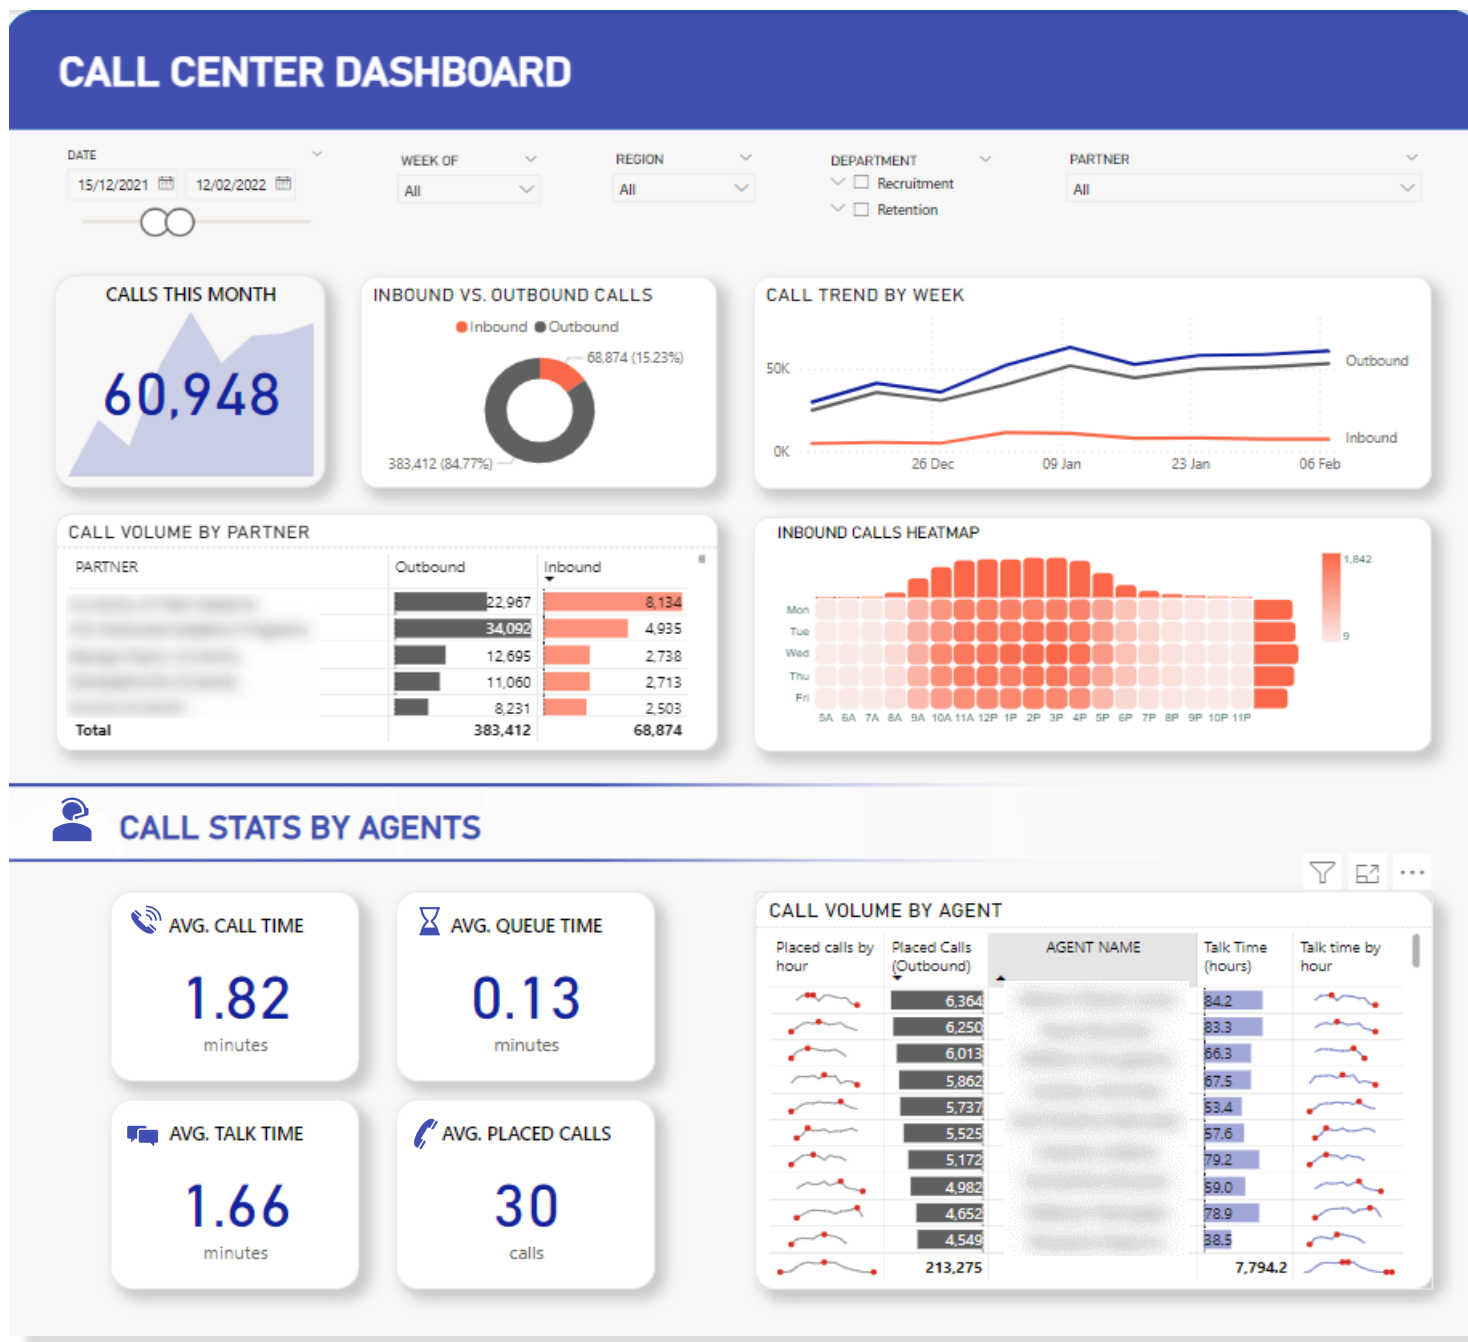 CALL CENTER DASHBOARD
DATE
15/12/2021 12/02/2022
WEEK OF
All
REGION
All
DEPARTMENT
Recruitment
Retention
PARTNER
All
CALLS THIS MONTH
60,948
INBOUND VS. OUTBOUND CALLS
Inbound Outbound
68,874 (15.23%)
383,412 (84.77%)
CALL TREND BY WEEK
50K
0K
26 Dec 09 Jan 23 Jan 06 Feb
Outbound
Inbound
CALL VOLUME BY PARTNER
PARTNER Outbound Inbound
22,967 8,134
34,092 4,935
12,695 2,738
11,060 2,713
8,231 2,503
Total 383,412 68,874
INBOUND CALLS HEATMAP
1,842
9
Mon
Tue
Wed
Thu
Fri
5A 6A 7A 8A 9A 10A 11A 12P 1P 2P 3P 4P 5P 6P 7P 8P 9P 10P 11P
CALL STATS BY AGENTS
AVG. CALL TIME
1.82
minutes
AVG. QUEUE TIME
0.13
minutes
AVG. TALK TIME
1.66
minutes
AVG. PLACED CALLS
30
calls
CALL VOLUME BY AGENT
Placed calls by hour Placed Calls (Outbound) AGENT NAME Talk Time (hours) Talk time by hour
6,364 84.2
6,250 83.3
6,013 66.3
5,862 67.5
5,737 53.4
5,525 57.6
5,172 79.2
4,982 59.0
4,652 78.9
4,549 38.5
213,275 7,794.2